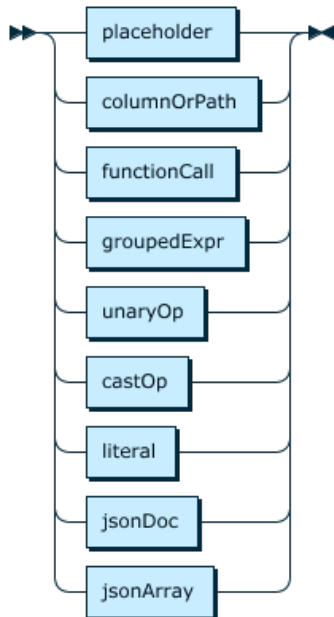 placeholder
columnOrPath
functionCall
groupedExpr
unaryOp
castOp
literal
jsonDoc
jsonArray